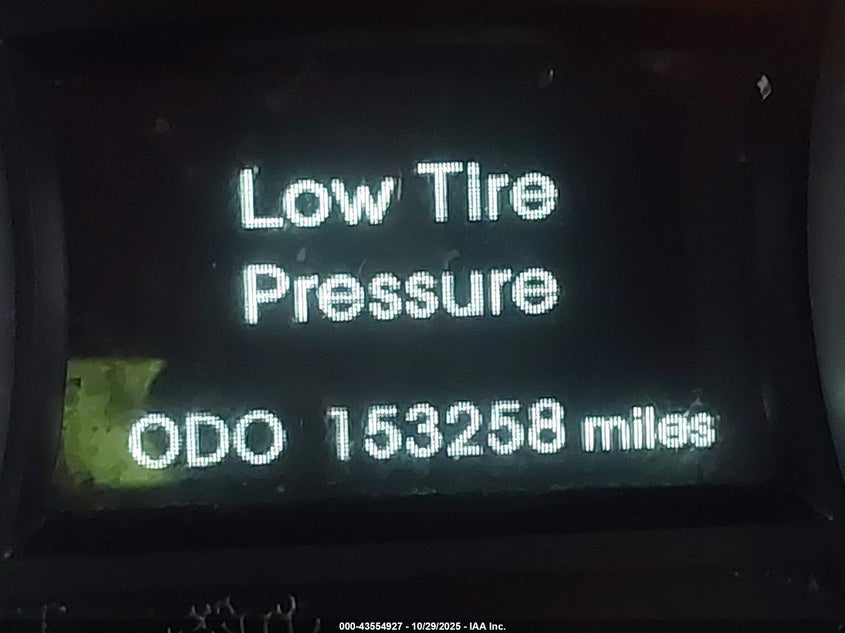 Low Tire
Pressure
ODO 153258 miles
000-43554927 - 10/29/2025 - IAA Inc.